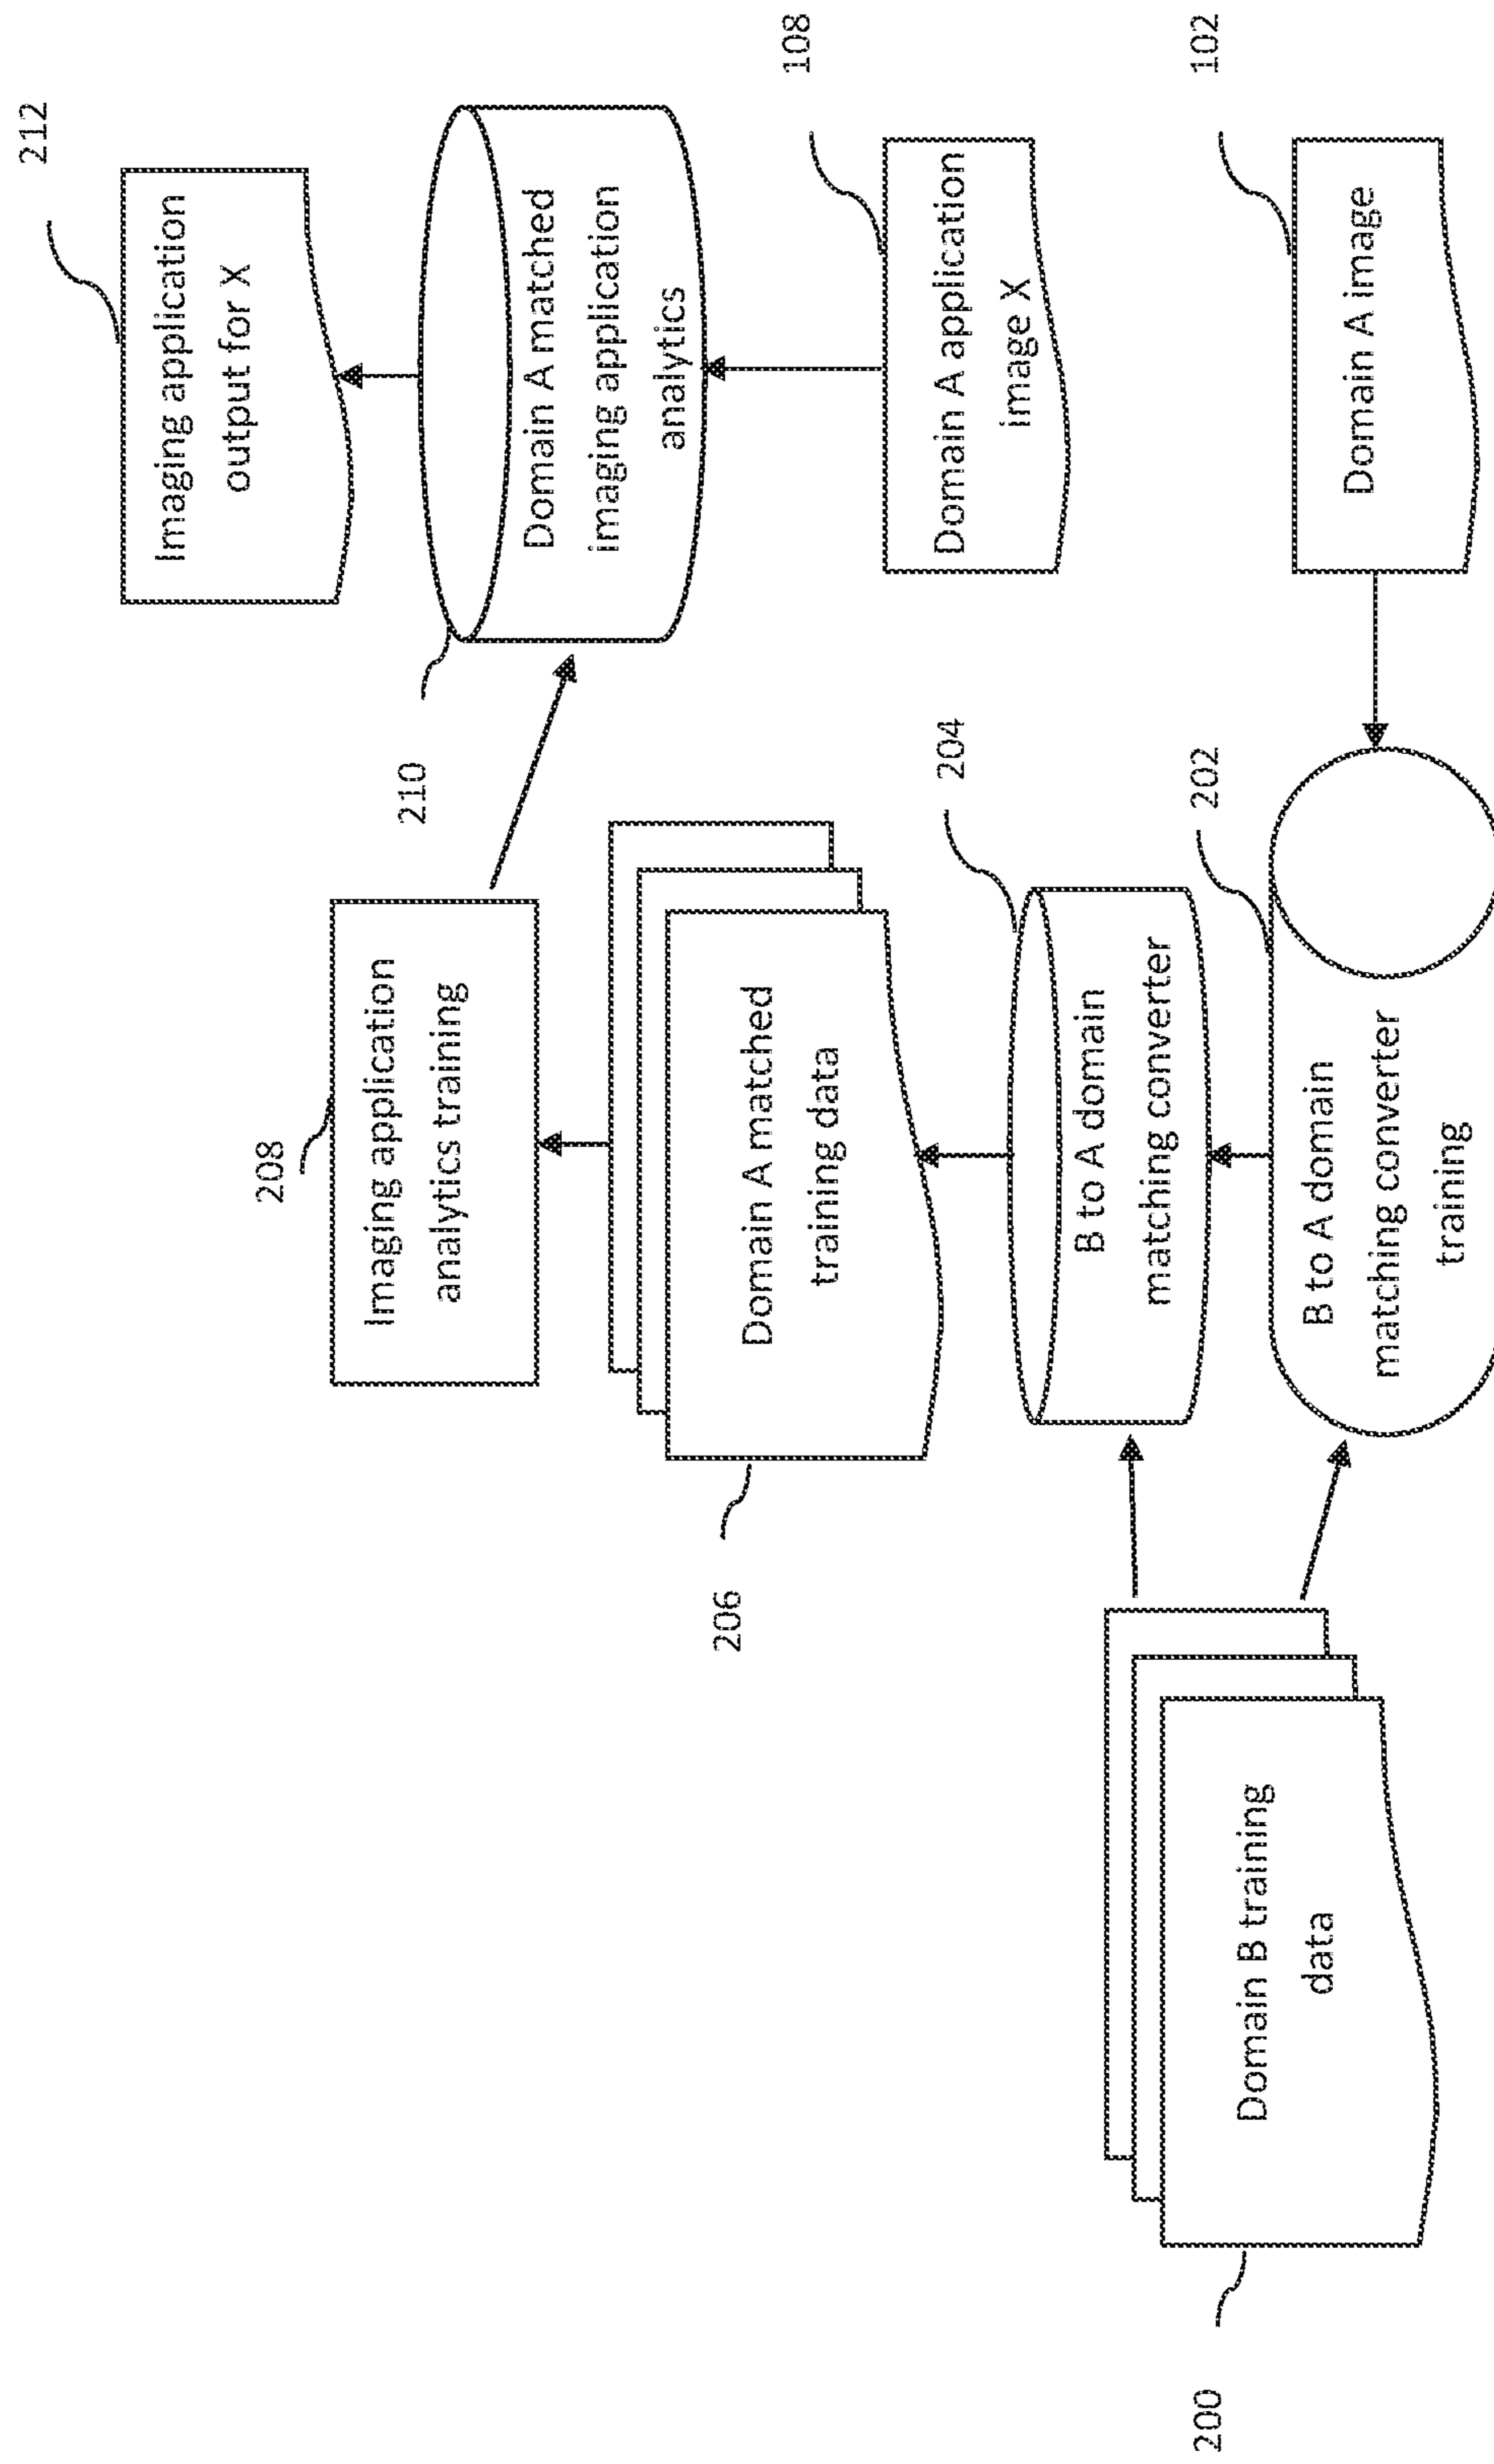 212
Imaging application
output for X
208
Imaging application
analytics training
210
Domain A matched
imaging application
analytics
206
Domain A matched
training data
108
Domain A application
image X
204
B to A domain
matching converter
200
Domain B training
data
202
B to A domain
matching converter
training
102
Domain A image